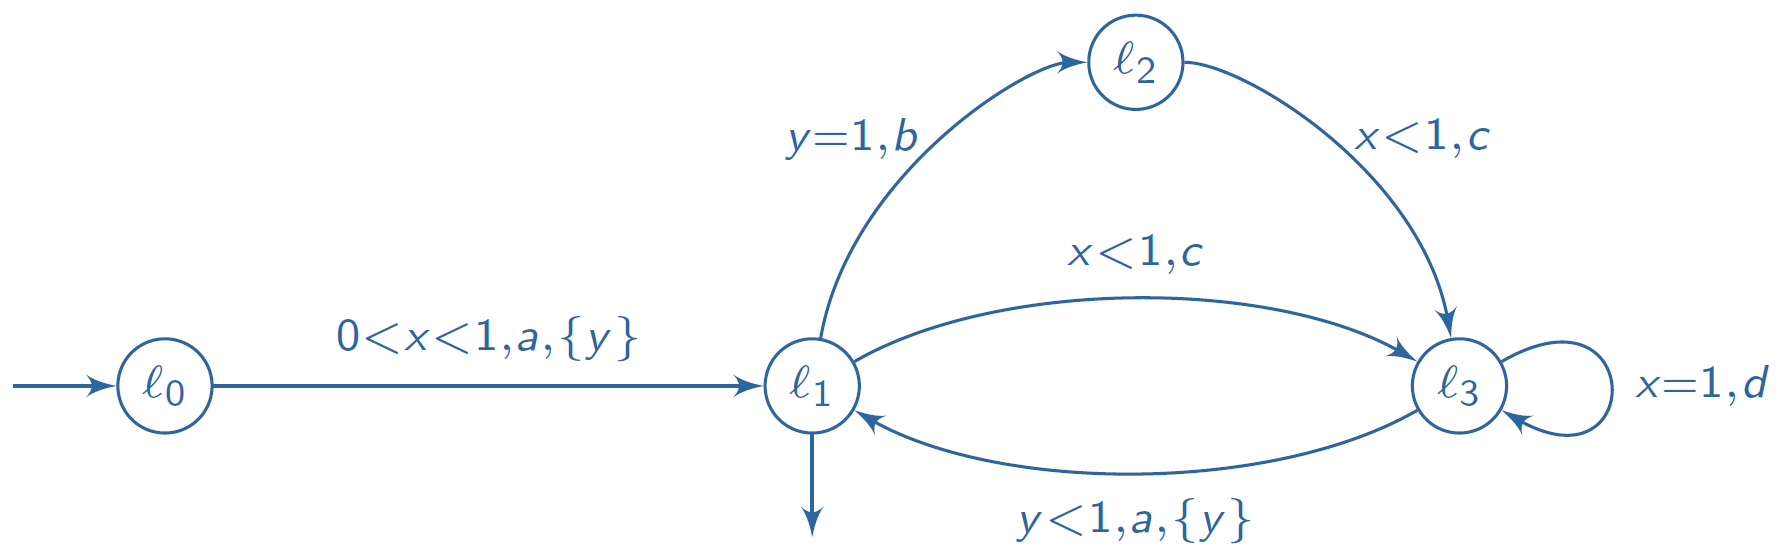 ℓ2
y=1,b
x<1,c
x<1,c
0<x<1,a,{y}
ℓ0
ℓ1
ℓ3
x=1,d
y<1,a,{y}